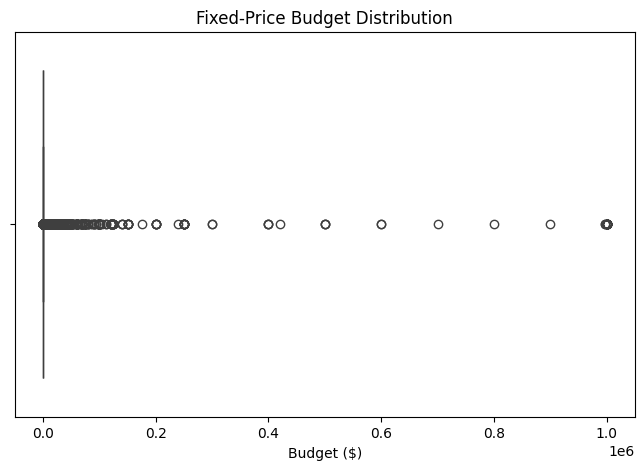 Fixed-Price Budget Distribution
0.0 0.2 0.4 0.6 0.8 1.0
1e6
Budget ($)